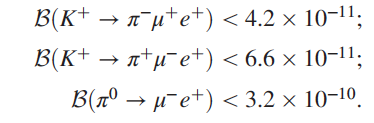 ℬ(K⁺ → π⁻μ⁺e⁺) < 4.2 × 10⁻¹¹;
ℬ(K⁺ → π⁺μ⁻e⁺) < 6.6 × 10⁻¹¹;
ℬ(π⁰ → μ⁻e⁺) < 3.2 × 10⁻¹⁰.